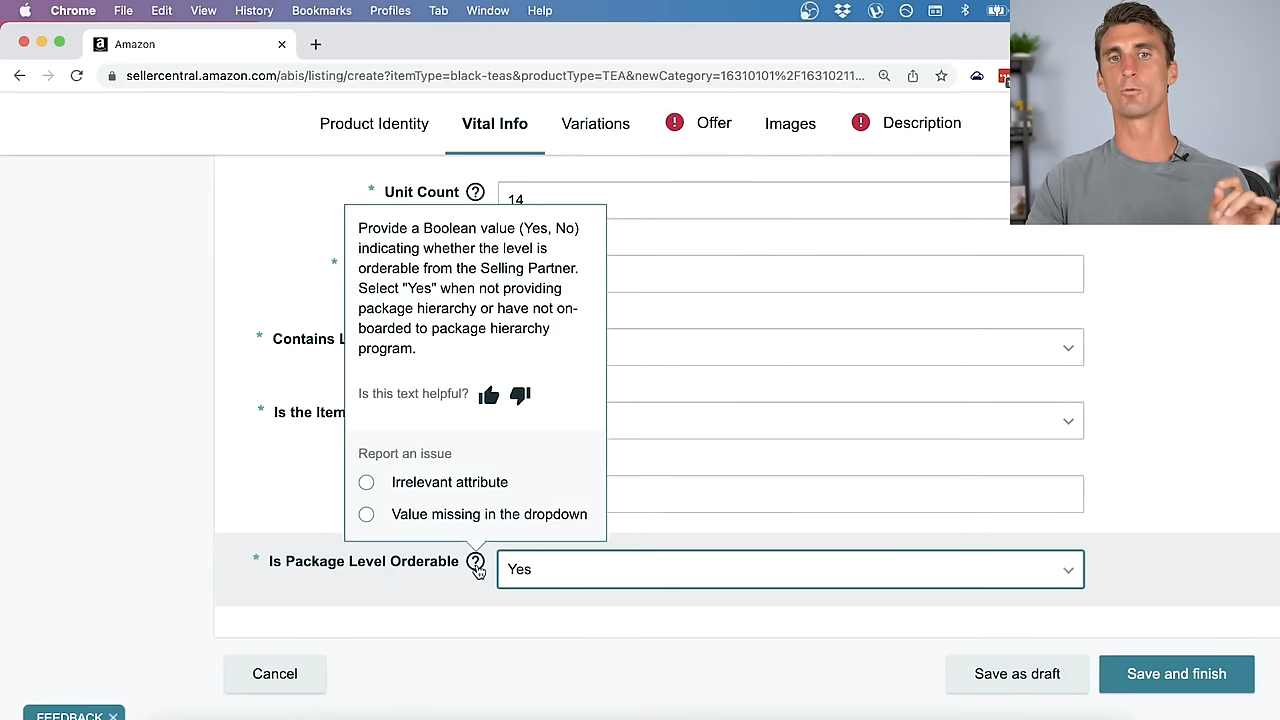 Chrome File Edit View History Bookmarks Profiles Tab Window Help
Amazon
sellercentral.amazon.com/abis/listing/create?itemType=black-teas&productType=TEA&newCategory=16310101%2F16310211...
Product Identity Vital Info Variations Offer Images Description
* Unit Count 14
Provide a Boolean value (Yes, No)
indicating whether the level is
orderable from the Selling Partner.
Select "Yes" when not providing
package hierarchy or have not on-
boarded to package hierarchy
program.
Is this text helpful?
Report an issue
Irrelevant attribute
Value missing in the dropdown
*
* Contains L
* Is the Item
* Is Package Level Orderable Yes
Cancel Save as draft Save and finish
FEEDBACK